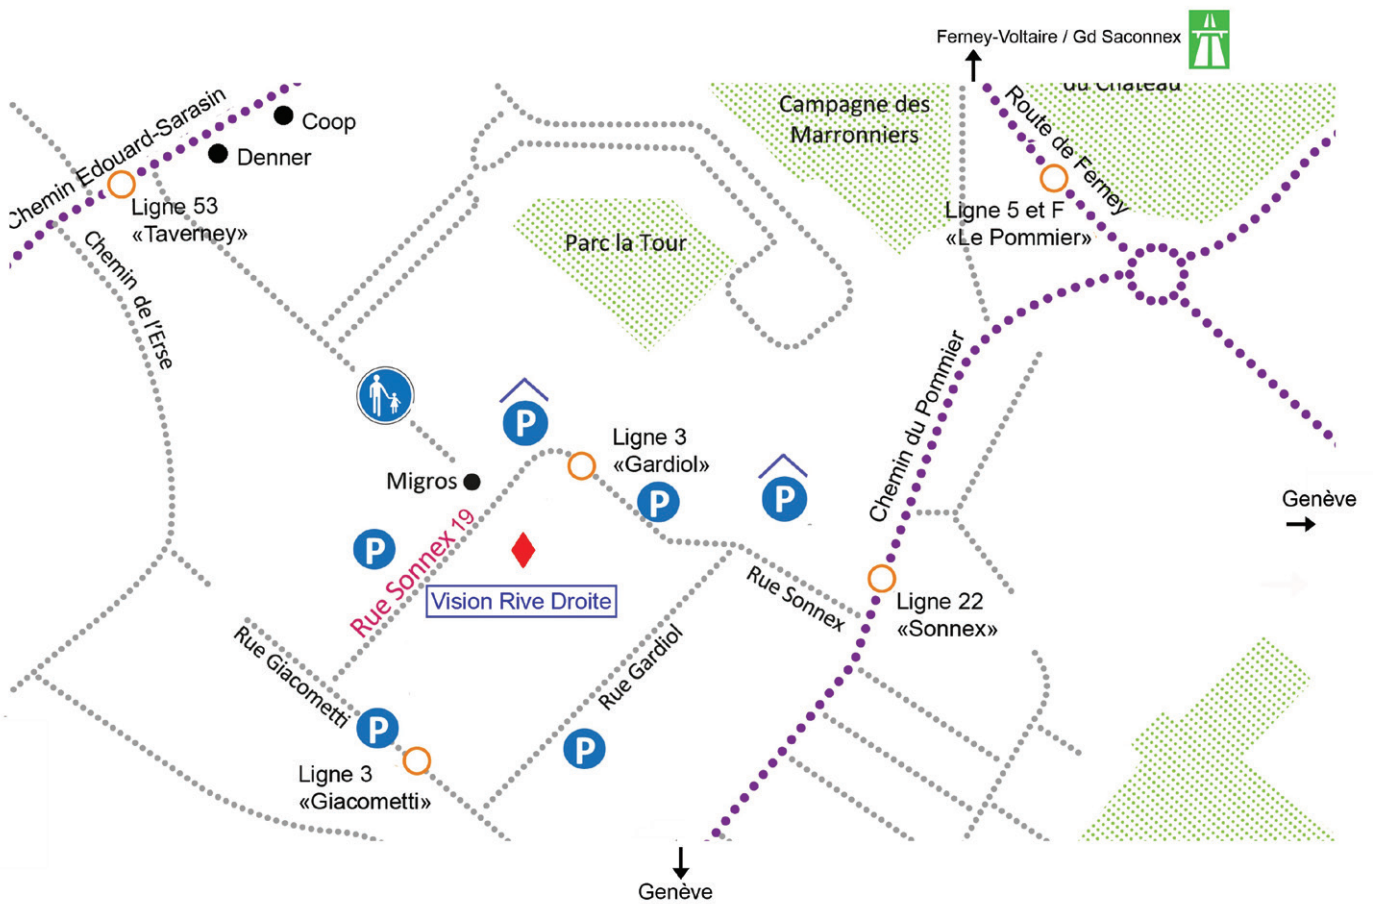 Ferney-Voltaire / Gd Saconnex
du Château
Campagne des
Marronniers
Route de Ferney
Chemin Edouard-Sarasin
Coop
Denner
Ligne 53
«Taverney»
Ligne 5 et F
«Le Pommier»
Parc la Tour
Chemin de l'Erse
Chemin du Pommier
P
Ligne 3
«Gardiol»
Migros
P
P
Genève
P
Rue Sonnex 19
Vision Rive Droite
Rue Sonnex
Ligne 22
«Sonnex»
Rue Giacometti
Rue Gardiol
P
P
Ligne 3
«Giacometti»
Genève